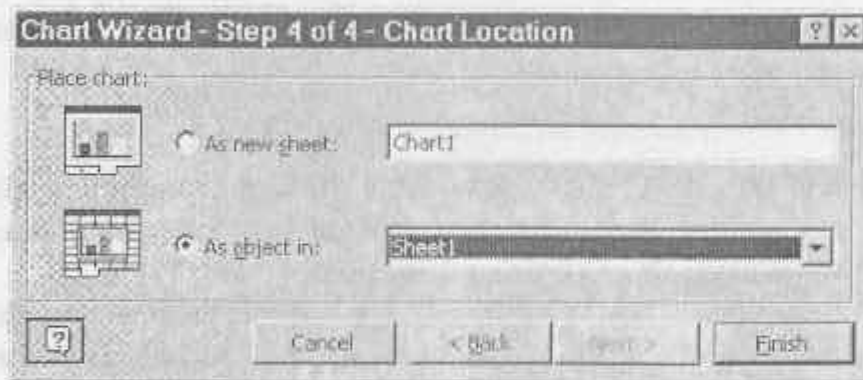 Chart Wizard - Step 4 of 4 - Chart Location
Place chart:
As new sheet: Chart1
As object in: Sheet1
Cancel < Back Next > Finish